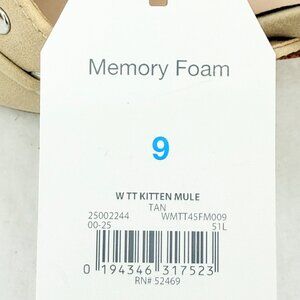 Memory Foam
9
W TT KITTEN MULE
TAN
25002244 WMTT45FM009
00-25 51L
0 194346 317523
RN# 52469